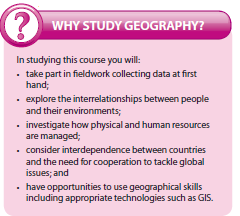 ?
WHY STUDY GEOGRAPHY?
In studying this course you will:
• take part in fieldwork collecting data at first
hand;
• explore the interrelationships between people
and their environments;
• investigate how physical and human resources
are managed;
• consider interdependence between countries
and the need for cooperation to tackle global
issues; and
• have opportunities to use geographical skills
including appropriate technologies such as GIS.